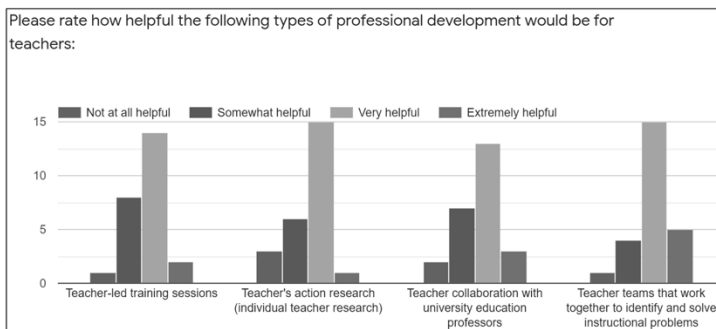 Please rate how helpful the following types of professional development would be for
teachers:
Not at all helpful Somewhat helpful Very helpful Extremely helpful
15
10
5
0
Teacher-led training sessions
Teacher's action research
(individual teacher research)
Teacher collaboration with
university education
professors
Teacher teams that work
together to identify and solve
instructional problems